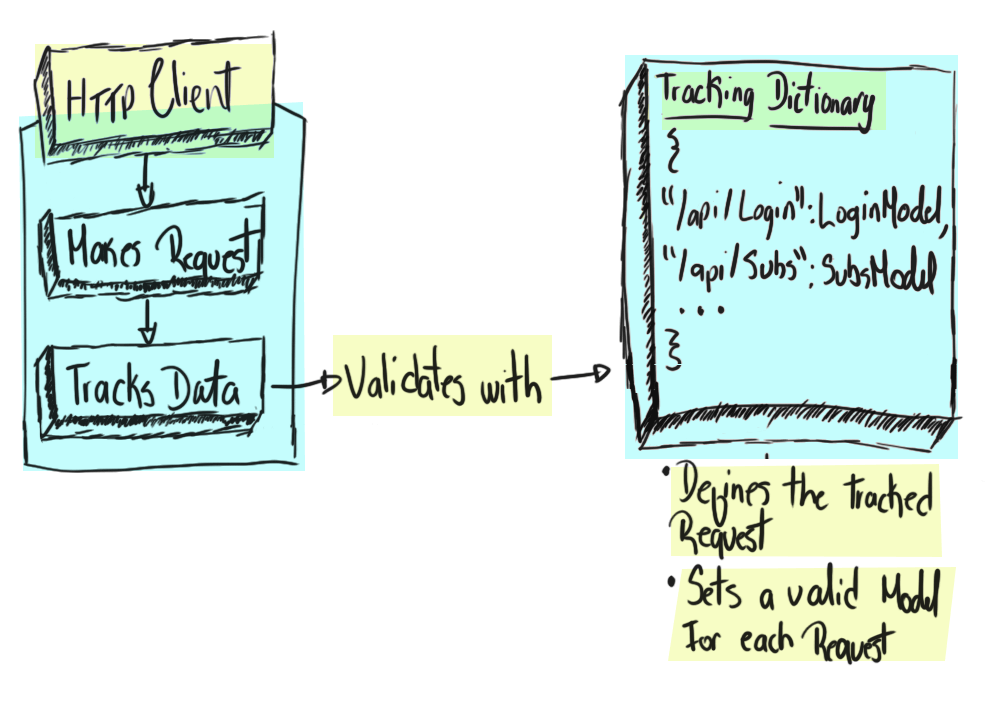 HTTP Client
Makes Request
Tracks Data
Validates with
Tracking Dictionary
{
"/api/Login":LoginModel,
"/api/Subs":SubsModel
...
}
• Defines the tracked
Request
• Sets a valid Model
For each Request